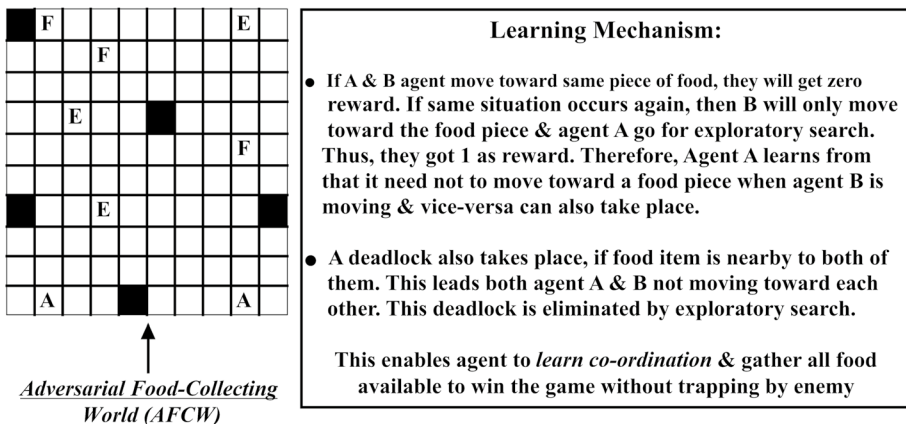 F E
F
E
F
E
A A
Adversarial Food-Collecting
World (AFCW)
Learning Mechanism:
● If A & B agent move toward same piece of food, they will get zero
reward. If same situation occurs again, then B will only move
toward the food piece & agent A go for exploratory search.
Thus, they got 1 as reward. Therefore, Agent A learns from
that it need not to move toward a food piece when agent B is
moving & vice-versa can also take place.
● A deadlock also takes place, if food item is nearby to both of
them. This leads both agent A & B not moving toward each
other. This deadlock is eliminated by exploratory search.
This enables agent to learn co-ordination & gather all food
available to win the game without trapping by enemy